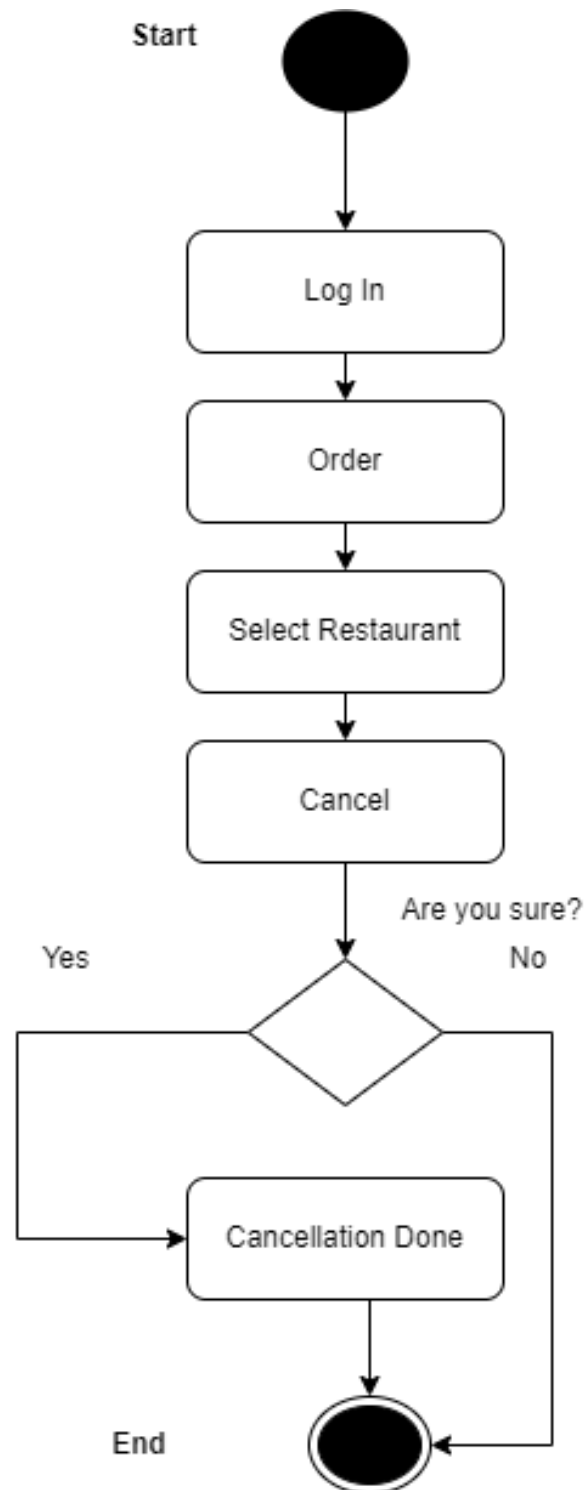 Start
Log In
Order
Select Restaurant
Cancel
Are you sure?
Yes
No
Cancellation Done
End